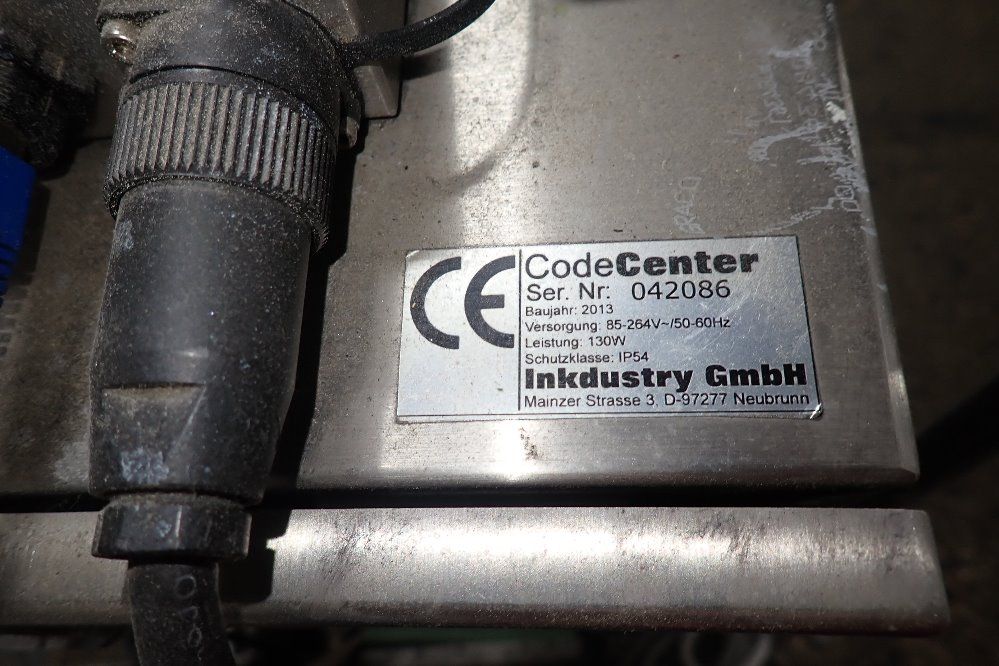 CE
CodeCenter
Ser. Nr: 042086
Baujahr: 2013
Versorgung: 85-264V~/50-60Hz
Leistung: 130W
Schutzklasse: IP54
Inkdustry GmbH
Mainzer Strasse 3, D-97277 Neubrunn